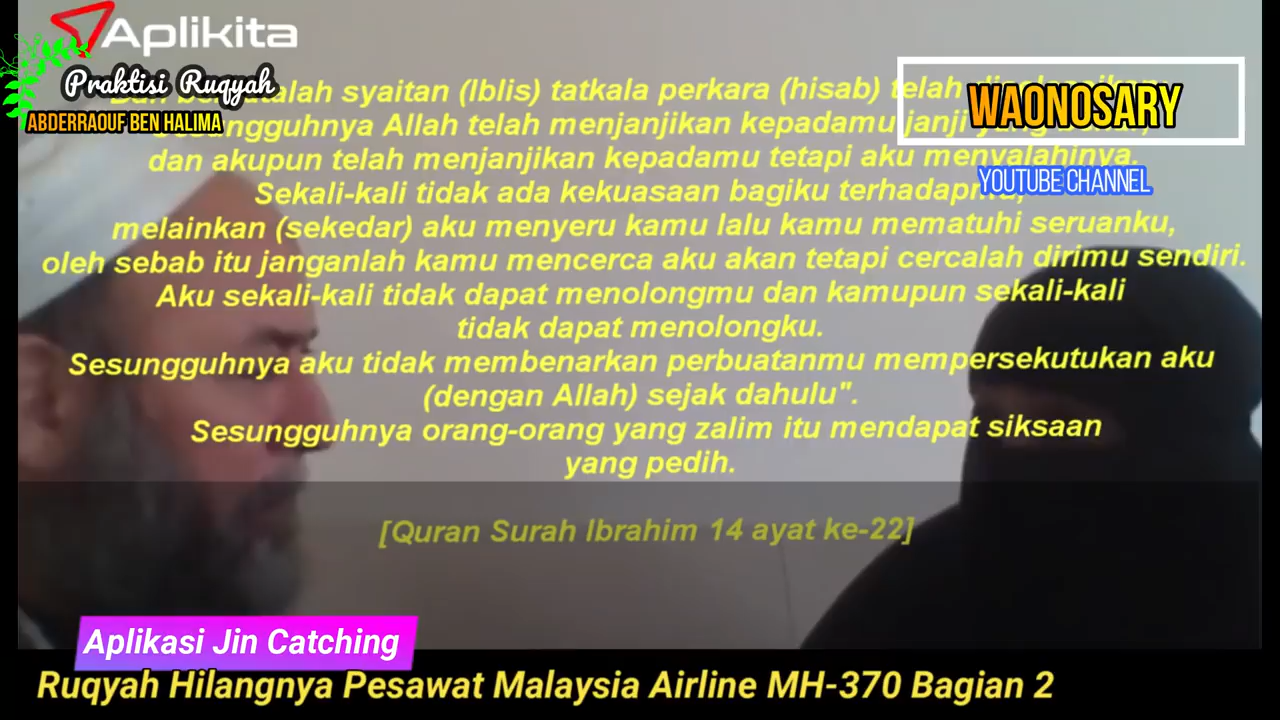 Aplikita
Praktisi Ruqyah
ABDERRAOUF BEN HALIMA
WAONOSARY
YOUTUBE CHANNEL
syaitan (Iblis) tatkala perkara (hisab) telah
Allah telah menjanjikan kepadamu janji
dan akupun telah menjanjikan kepadamu tetapi aku menyalahinya.
Sekali-kali tidak ada kekuasaan bagiku terhadapmu,
melainkan (sekedar) aku menyeru kamu lalu kamu mematuhi seruanku,
oleh sebab itu janganlah kamu mencerca aku akan tetapi cercalah dirimu sendiri.
Aku sekali-kali tidak dapat menolongmu dan kamupun sekali-kali
tidak dapat menolongku.
Sesungguhnya aku tidak membenarkan perbuatanmu mempersekutukan aku
(dengan Allah) sejak dahulu".
Sesungguhnya orang-orang yang zalim itu mendapat siksaan
yang pedih.
[Quran Surah Ibrahim 14 ayat ke-22]
Aplikasi Jin Catching
Ruqyah Hilangnya Pesawat Malaysia Airline MH-370 Bagian 2